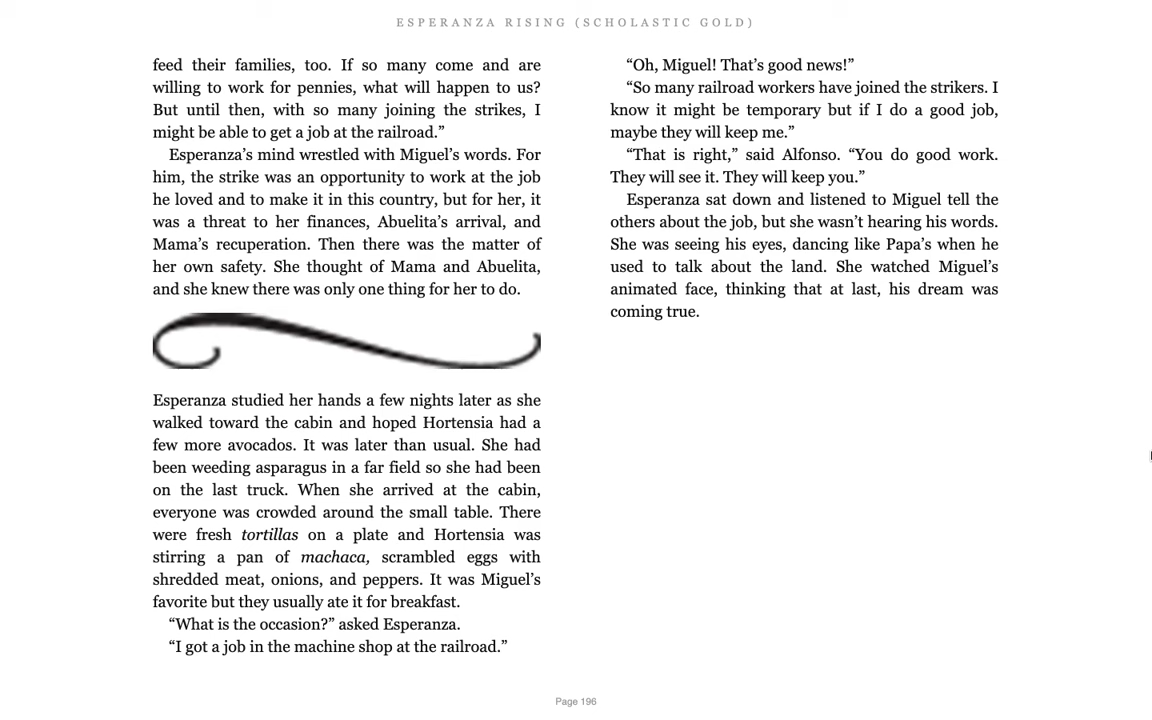 ESPERANZA RISING (SCHOLASTIC GOLD)
feed their families, too. If so many come and are
willing to work for pennies, what will happen to us?
But until then, with so many joining the strikes, I
might be able to get a job at the railroad.”
Esperanza’s mind wrestled with Miguel’s words. For
him, the strike was an opportunity to work at the job
he loved and to make it in this country, but for her, it
was a threat to her finances, Abuelita’s arrival, and
Mama’s recuperation. Then there was the matter of
her own safety. She thought of Mama and Abuelita,
and she knew there was only one thing for her to do.
Esperanza studied her hands a few nights later as she
walked toward the cabin and hoped Hortensia had a
few more avocados. It was later than usual. She had
been weeding asparagus in a far field so she had been
on the last truck. When she arrived at the cabin,
everyone was crowded around the small table. There
were fresh tortillas on a plate and Hortensia was
stirring a pan of machaca, scrambled eggs with
shredded meat, onions, and peppers. It was Miguel’s
favorite but they usually ate it for breakfast.
“What is the occasion?” asked Esperanza.
“I got a job in the machine shop at the railroad.”
“Oh, Miguel! That’s good news!”
“So many railroad workers have joined the strikers. I
know it might be temporary but if I do a good job,
maybe they will keep me.”
“That is right,” said Alfonso. “You do good work.
They will see it. They will keep you.”
Esperanza sat down and listened to Miguel tell the
others about the job, but she wasn’t hearing his words.
She was seeing his eyes, dancing like Papa’s when he
used to talk about the land. She watched Miguel’s
animated face, thinking that at last, his dream was
coming true.
Page 196